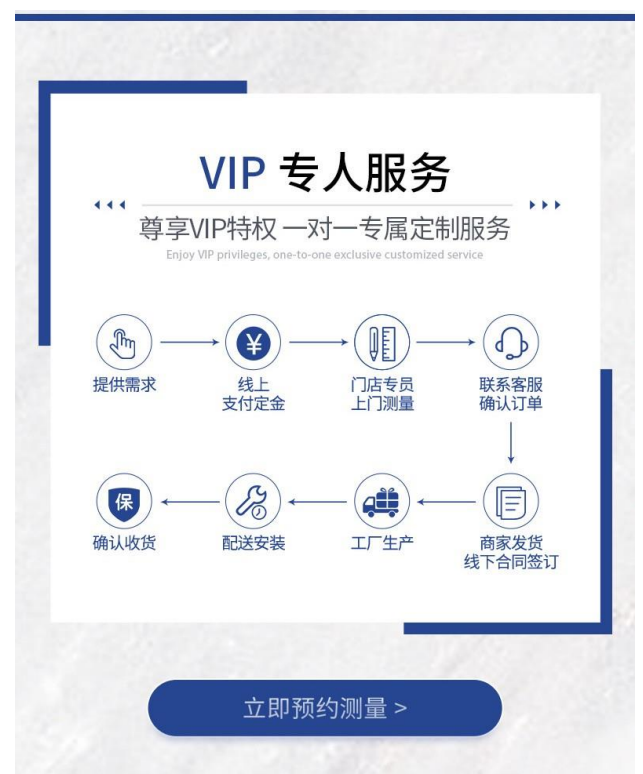 VIP 专人服务
尊享VIP特权 一对一专属定制服务
Enjoy VIP privileges, one-to-one exclusive customized service
提供需求
¥
线上
支付定金
门店专员
上门测量
联系客服
确认订单
商家发货
线下合同签订
工厂生产
配送安装
保
确认收货
立即预约测量 >